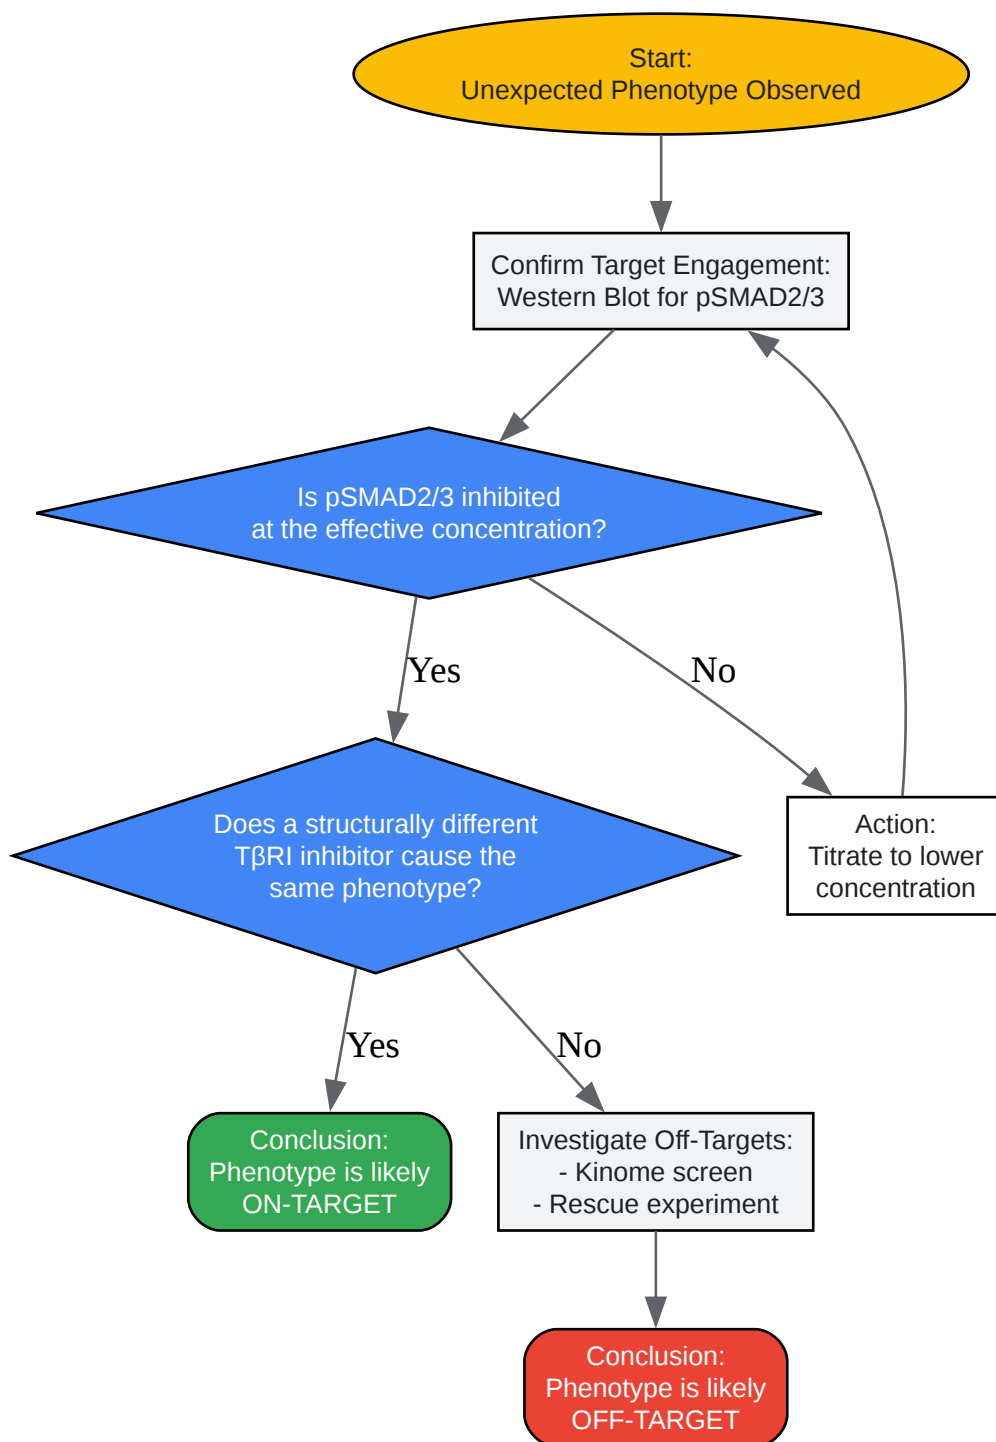 Start:
Unexpected Phenotype Observed
Confirm Target Engagement:
Western Blot for pSMAD2/3
Is pSMAD2/3 inhibited
at the effective concentration?
Yes
No
Does a structurally different
TβRI inhibitor cause the
same phenotype?
Action:
Titrate to lower
concentration
Yes
No
Conclusion:
Phenotype is likely
ON-TARGET
Investigate Off-Targets:
- Kinome screen
- Rescue experiment
Conclusion:
Phenotype is likely
OFF-TARGET